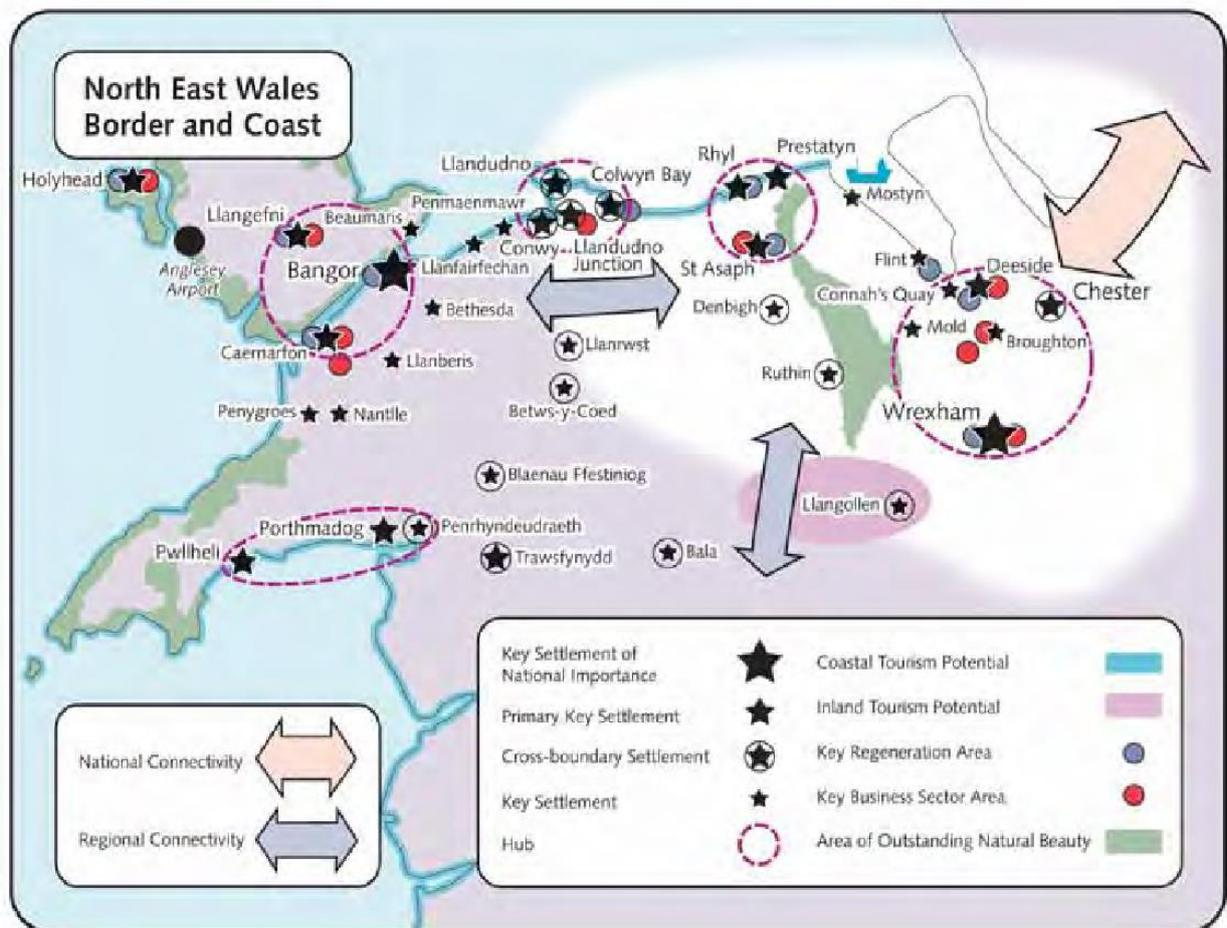 North East Wales
Border and Coast
Holyhead
Llangefni
Beaumaris
Penmaenmawr
Llandudno
Colwyn Bay
Rhyl
Prestatyn
Mostyn
Anglesey
Airport
Bangor
Llanfairfechan
Conwy
Llandudno
Junction
St Asaph
Flint
Deeside
Connah's Quay
Chester
Bethesda
Denbigh
Mold
Broughton
Caernarfon
Llanberis
Llanrwst
Ruthin
Penygroes
Nantlle
Betws-y-Coed
Wrexham
Blaenau Ffestiniog
Llangollen
Porthmadog
Penrhyndeudraeth
Pwllheli
Trawsfynydd
Bala
Key Settlement of
National Importance
Primary Key Settlement
Cross-boundary Settlement
Key Settlement
Hub
Coastal Tourism Potential
Inland Tourism Potential
Key Regeneration Area
Key Business Sector Area
Area of Outstanding Natural Beauty
National Connectivity
Regional Connectivity